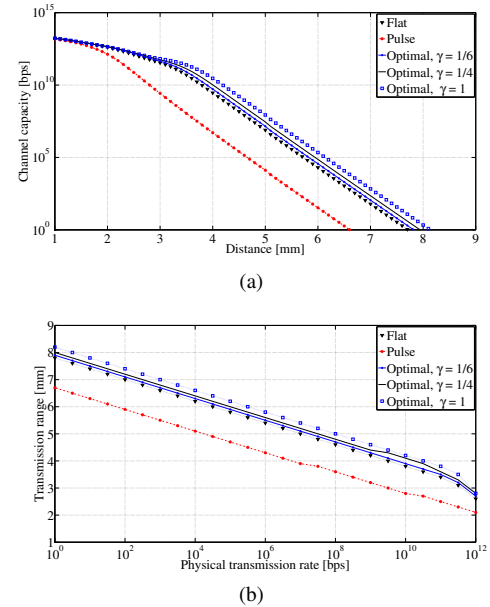 10^15
10^10
10^5
10^0
Channel capacity [bps]
Flat
Pulse
Optimal, γ = 1/6
Optimal, γ = 1/4
Optimal, γ = 1
1 2 3 4 5 6 7 8 9
Distance [mm]
(a)
9
8
7
6
5
4
3
2
1
Transmission range [mm]
Flat
Pulse
Optimal, γ = 1/6
Optimal, γ = 1/4
Optimal, γ = 1
10^0 10^2 10^4 10^6 10^8 10^10 10^12
Physical transmission rate [bps]
(b)